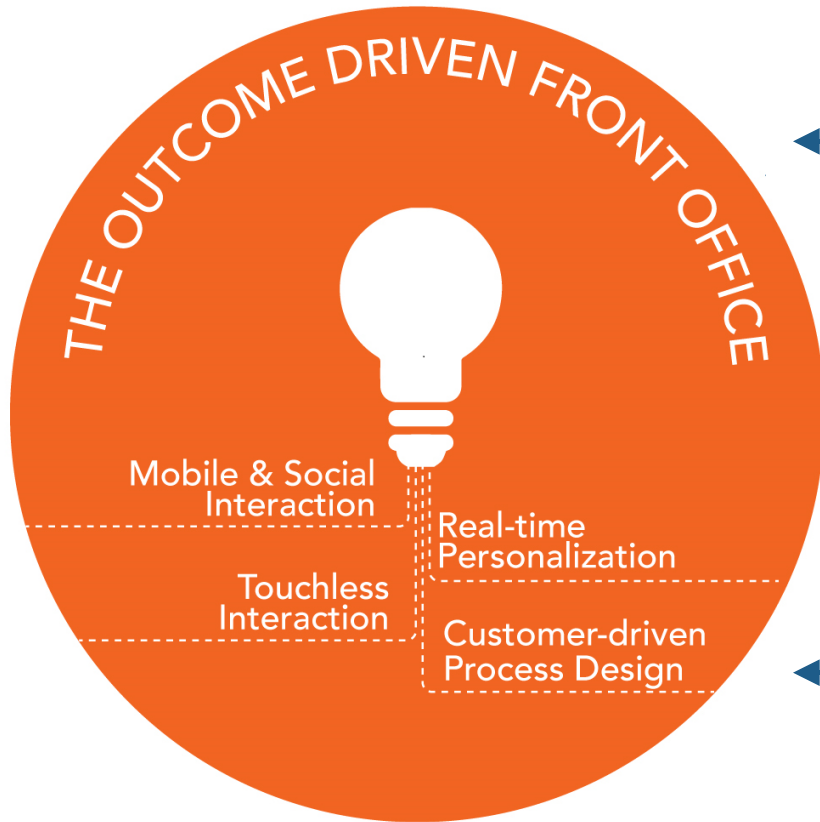 THE OUTCOME DRIVEN FRONT OFFICE
Mobile & Social
Interaction
Real-time
Personalization
Touchless
Interaction
Customer-driven
Process Design